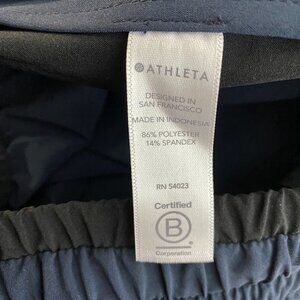 ATHLETA
DESIGNED IN
SAN FRANCISCO
MADE IN INDONESIA
86% POLYESTER
14% SPANDEX
RN 54023
Certified
B
Corporation